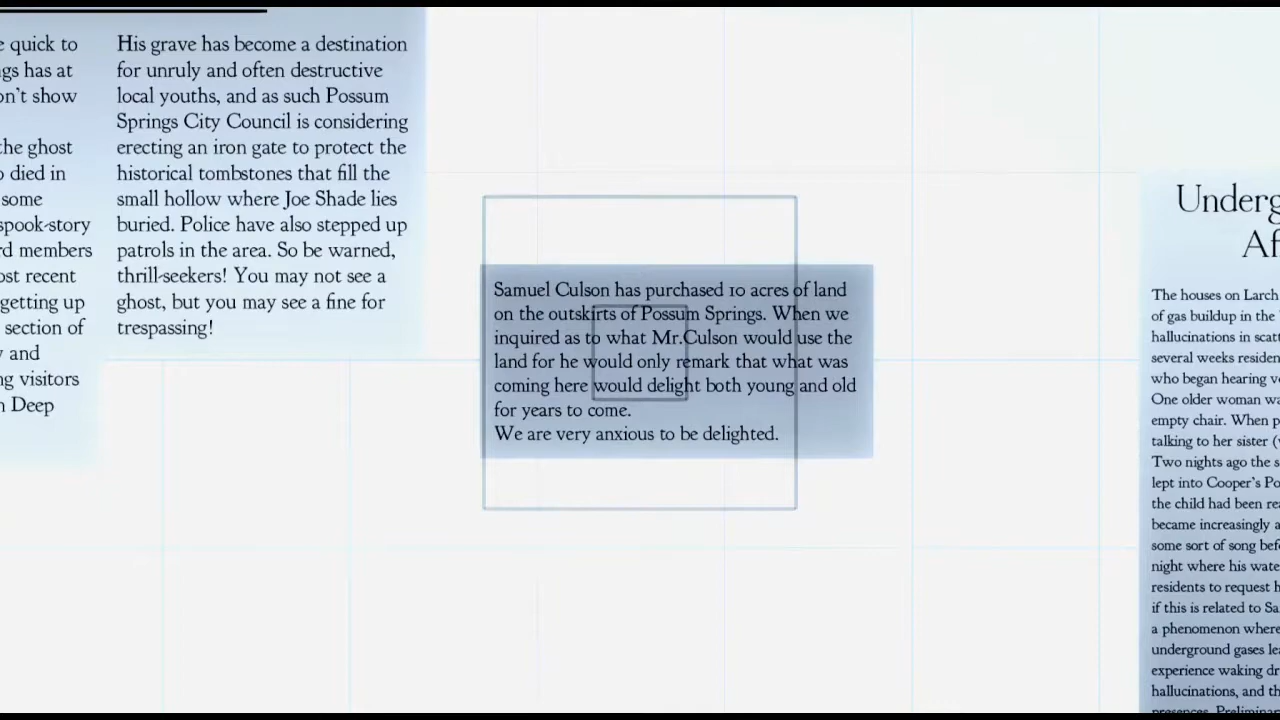 e quick to
gs has at
on't show
the ghost
o died in
some
spook-story
rd members
ost recent
getting up
section of
y and
ng visitors
n Deep
His grave has become a destination
for unruly and often destructive
local youths, and as such Possum
Springs City Council is considering
erecting an iron gate to protect the
historical tombstones that fill the
small hollow where Joe Shade lies
buried. Police have also stepped up
patrols in the area. So be warned,
thrill-seekers! You may not see a
ghost, but you may see a fine for
trespassing!
Samuel Culson has purchased 10 acres of land
on the outskirts of Possum Springs. When we
inquired as to what Mr.Culson would use the
land for he would only remark that what was
coming here would delight both young and old
for years to come.
We are very anxious to be delighted.
Underg
Af
The houses on Larch
of gas buildup in the
hallucinations in scatt
several weeks residen
who began hearing vo
One older woman wa
empty chair. When p
talking to her sister (
Two nights ago the s
lept into Cooper's Po
the child had been rea
became increasingly a
some sort of song befo
night where his wate
residents to request h
if this is related to Sa
a phenomenon where
underground gases lea
experience waking dr
hallucinations, and th
presences. Preliminar